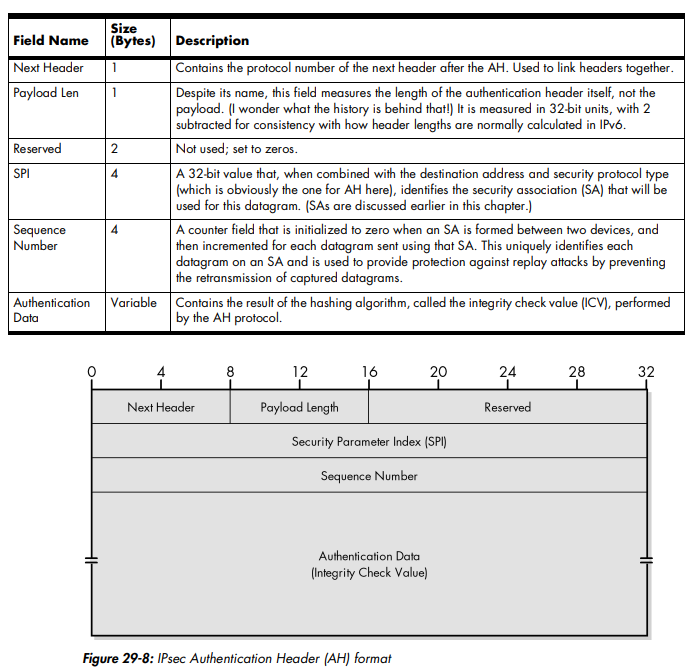 Field Name Size (Bytes) Description
Next Header 1 Contains the protocol number of the next header after the AH. Used to link headers together.
Payload Len 1 Despite its name, this field measures the length of the authentication header itself, not the
payload. (I wonder what the history is behind that!) It is measured in 32-bit units, with 2
subtracted for consistency with how header lengths are normally calculated in IPv6.
Reserved 2 Not used; set to zeros.
SPI 4 A 32-bit value that, when combined with the destination address and security protocol type
(which is obviously the one for AH here), identifies the security association (SA) that will be
used for this datagram. (SAs are discussed earlier in this chapter.)
Sequence Number 4 A counter field that is initialized to zero when an SA is formed between two devices, and
then incremented for each datagram sent using that SA. This uniquely identifies each
datagram on an SA and is used to provide protection against replay attacks by preventing
the retransmission of captured datagrams.
Authentication Data Variable Contains the result of the hashing algorithm, called the integrity check value (ICV), performed
by the AH protocol.
0 4 8 12 16 20 24 28 32
Next Header Payload Length Reserved
Security Parameter Index (SPI)
Sequence Number
Authentication Data
(Integrity Check Value)
Figure 29-8: IPsec Authentication Header (AH) format